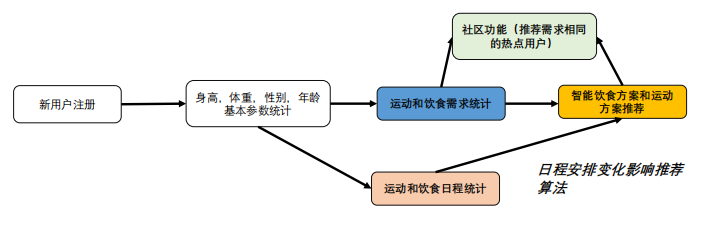 社区功能（推荐需求相同
的热点用户）
新用户注册
身高，体重，性别，年龄
基本参数统计
运动和饮食需求统计
智能饮食方案和运动
方案推荐
运动和饮食日程统计
日程安排变化影响推荐
算法